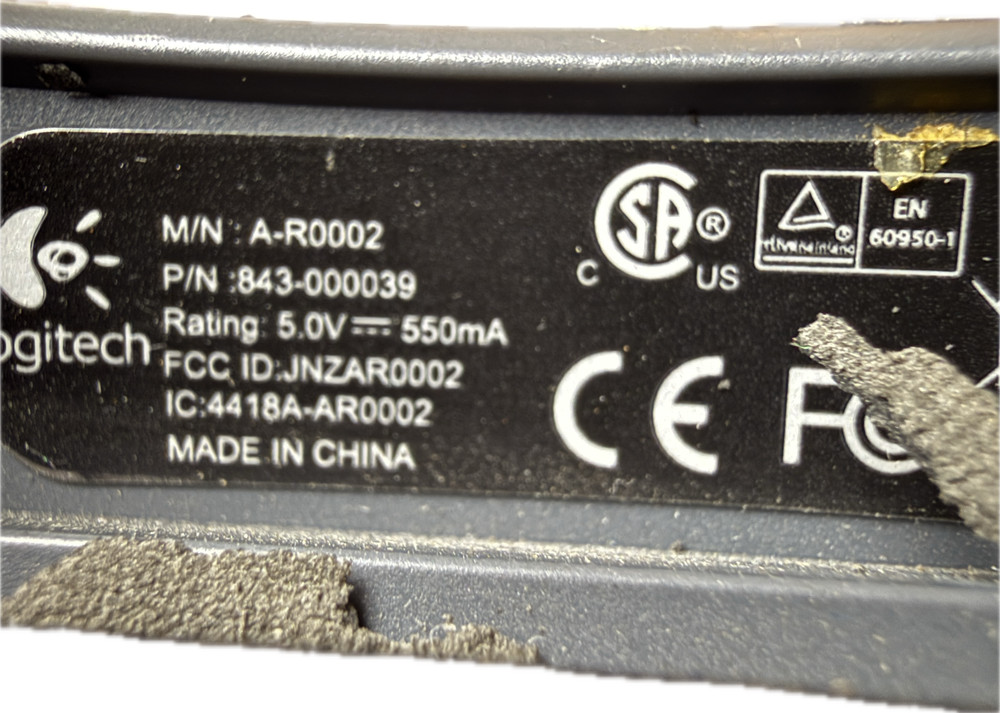 ogitech
M/N : A-R0002
P/N :843-000039
Rating: 5.0V 550mA
FCC ID:JNZAR0002
IC:4418A-AR0002
MADE IN CHINA
C SA ® US
EN
60950-1
CE
FC